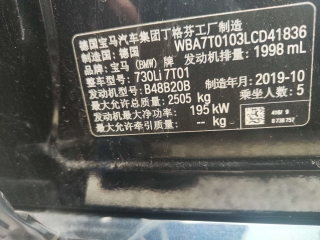 德国宝马汽车集团丁格芬工厂制造
WBA7T0103LCD41836
国家：德国
品牌：宝马 (BMW) 牌 发动机排量：1998 mL
整车型号：730Li 7T01
发动机型号：B48B20B 制造年月：2019-10
最大允许总质量：2505 kg 乘坐人数：5
发动机最大净功率：195 kW
最大允许牵引质量：-- kg